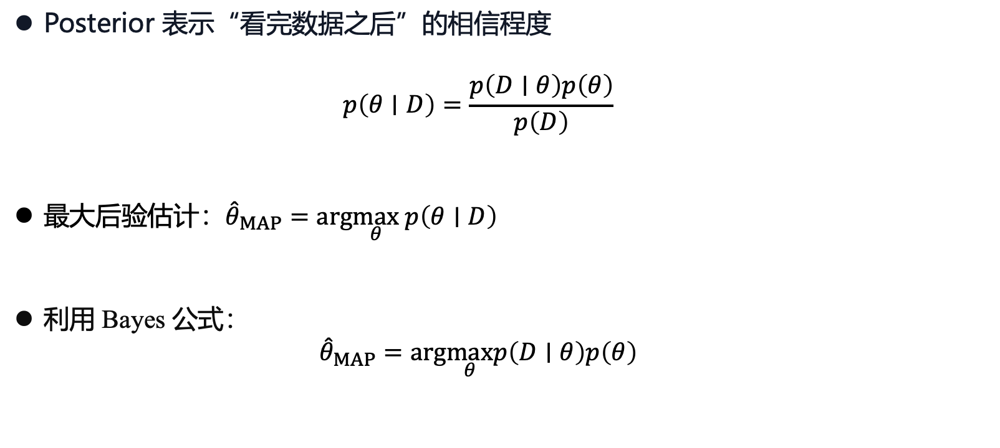 ● Posterior 表示“看完数据之后”的相信程度
p(θ ∣ D) = p(D ∣ θ)p(θ) / p(D)
● 最大后验估计：θ̂_MAP = argmax_θ p(θ ∣ D)
● 利用 Bayes 公式：
θ̂_MAP = argmax_θ p(D ∣ θ)p(θ)